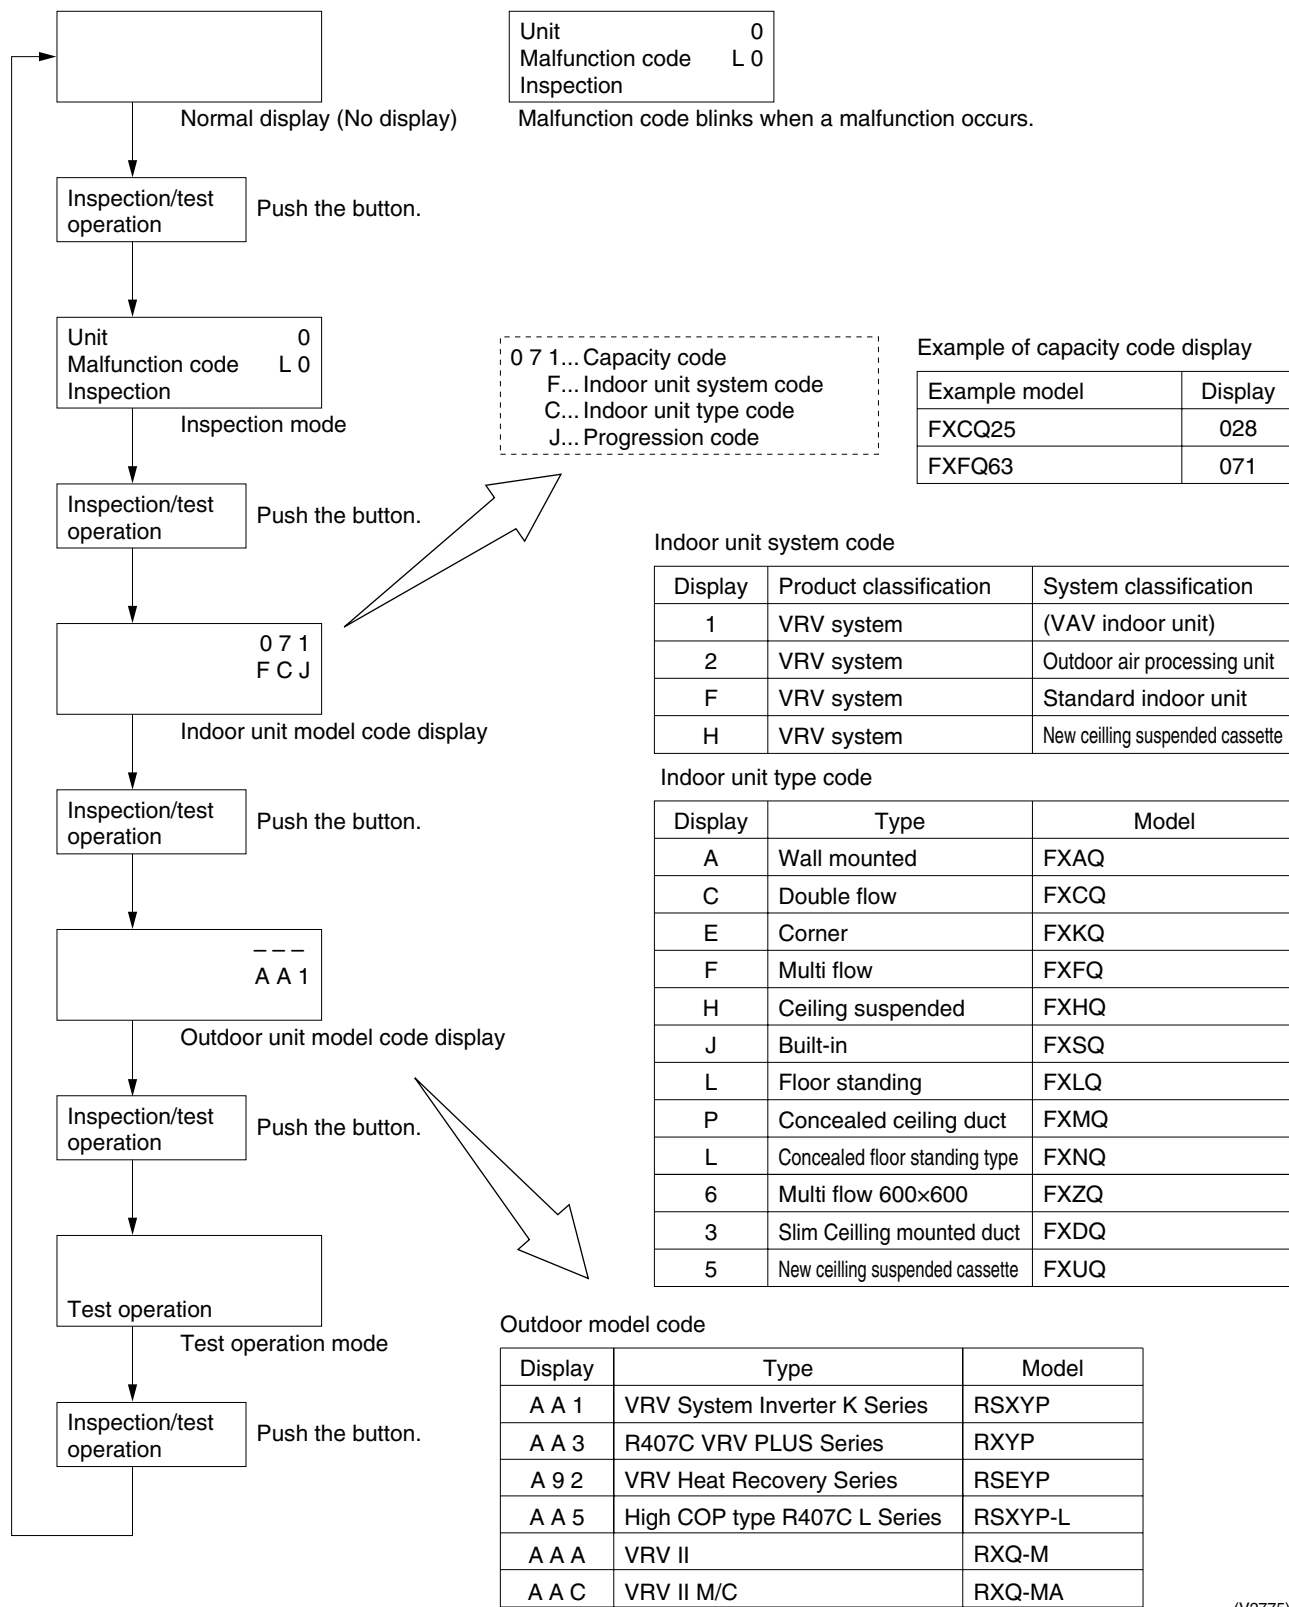 Unit 0
Malfunction code L 0
Inspection
Normal display (No display)
Malfunction code blinks when a malfunction occurs.
Inspection/test
operation
Push the button.
Unit 0
Malfunction code L 0
Inspection
Inspection mode
0 7 1... Capacity code
F... Indoor unit system code
C... Indoor unit type code
J... Progression code
Example of capacity code display
Example model Display
FXCQ25 028
FXFQ63 071
Inspection/test
operation
Push the button.
0 7 1
F C J
Indoor unit model code display
Indoor unit system code
Display Product classification System classification
1 VRV system (VAV indoor unit)
2 VRV system Outdoor air processing unit
F VRV system Standard indoor unit
H VRV system New ceilling suspended cassette
Inspection/test
operation
Push the button.
– – –
A A 1
Outdoor unit model code display
Indoor unit type code
Display Type Model
A Wall mounted FXAQ
C Double flow FXCQ
E Corner FXKQ
F Multi flow FXFQ
H Ceiling suspended FXHQ
J Built-in FXSQ
L Floor standing FXLQ
P Concealed ceiling duct FXMQ
L Concealed floor standing type FXNQ
6 Multi flow 600×600 FXZQ
3 Slim Ceilling mounted duct FXDQ
5 New ceilling suspended cassette FXUQ
Inspection/test
operation
Push the button.
Test operation
Test operation mode
Inspection/test
operation
Push the button.
Outdoor model code
Display Type Model
A A 1 VRV System Inverter K Series RSXYP
A A 3 R407C VRV PLUS Series RXYP
A 9 2 VRV Heat Recovery Series RSEYP
A A 5 High COP type R407C L Series RSXYP-L
A A A VRV II RXQ-M
A A C VRV II M/C RXQ-MA